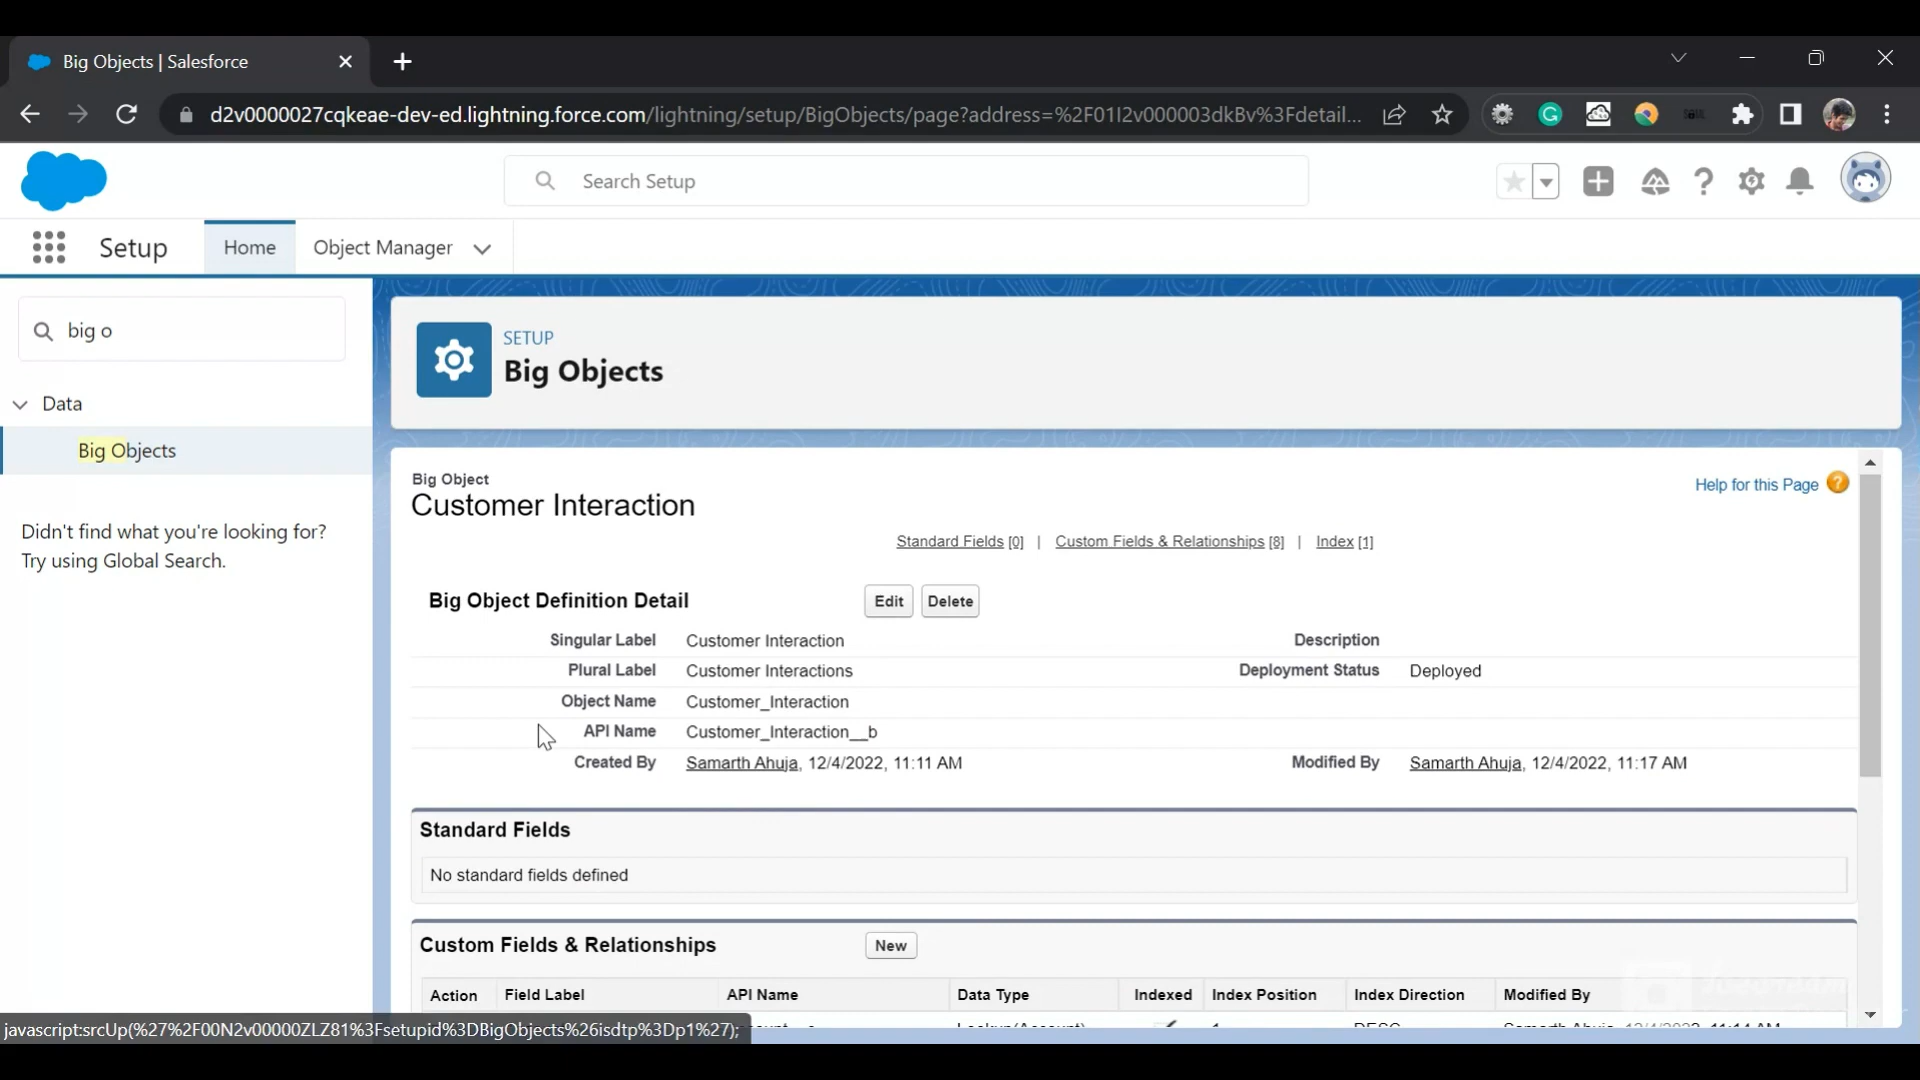 Big Objects | Salesforce
d2v0000027cqkeae-dev-ed.lightning.force.com/lightning/setup/BigObjects/page?address=%2F01I2v000003dkBv%3Fdetail...
Search Setup
Setup
Home
Object Manager
big o
Data
Big Objects
Didn't find what you're looking for?
Try using Global Search.
SETUP
Big Objects
Big Object
Customer Interaction
Help for this Page
Standard Fields [0] | Custom Fields & Relationships [8] | Index [1]
Big Object Definition Detail Edit Delete
Singular Label Customer Interaction Description
Plural Label Customer Interactions Deployment Status Deployed
Object Name Customer_Interaction
API Name Customer_Interaction__b
Created By Samarth Ahuja, 12/4/2022, 11:11 AM Modified By Samarth Ahuja, 12/4/2022, 11:17 AM
Standard Fields
No standard fields defined
Custom Fields & Relationships New
Action Field Label API Name Data Type Indexed Index Position Index Direction Modified By
javascript:srcUp(%27%2F00N2v00000ZLZ81%3Fsetupid%3DBigObjects%26isdtp%3Dp1%27);